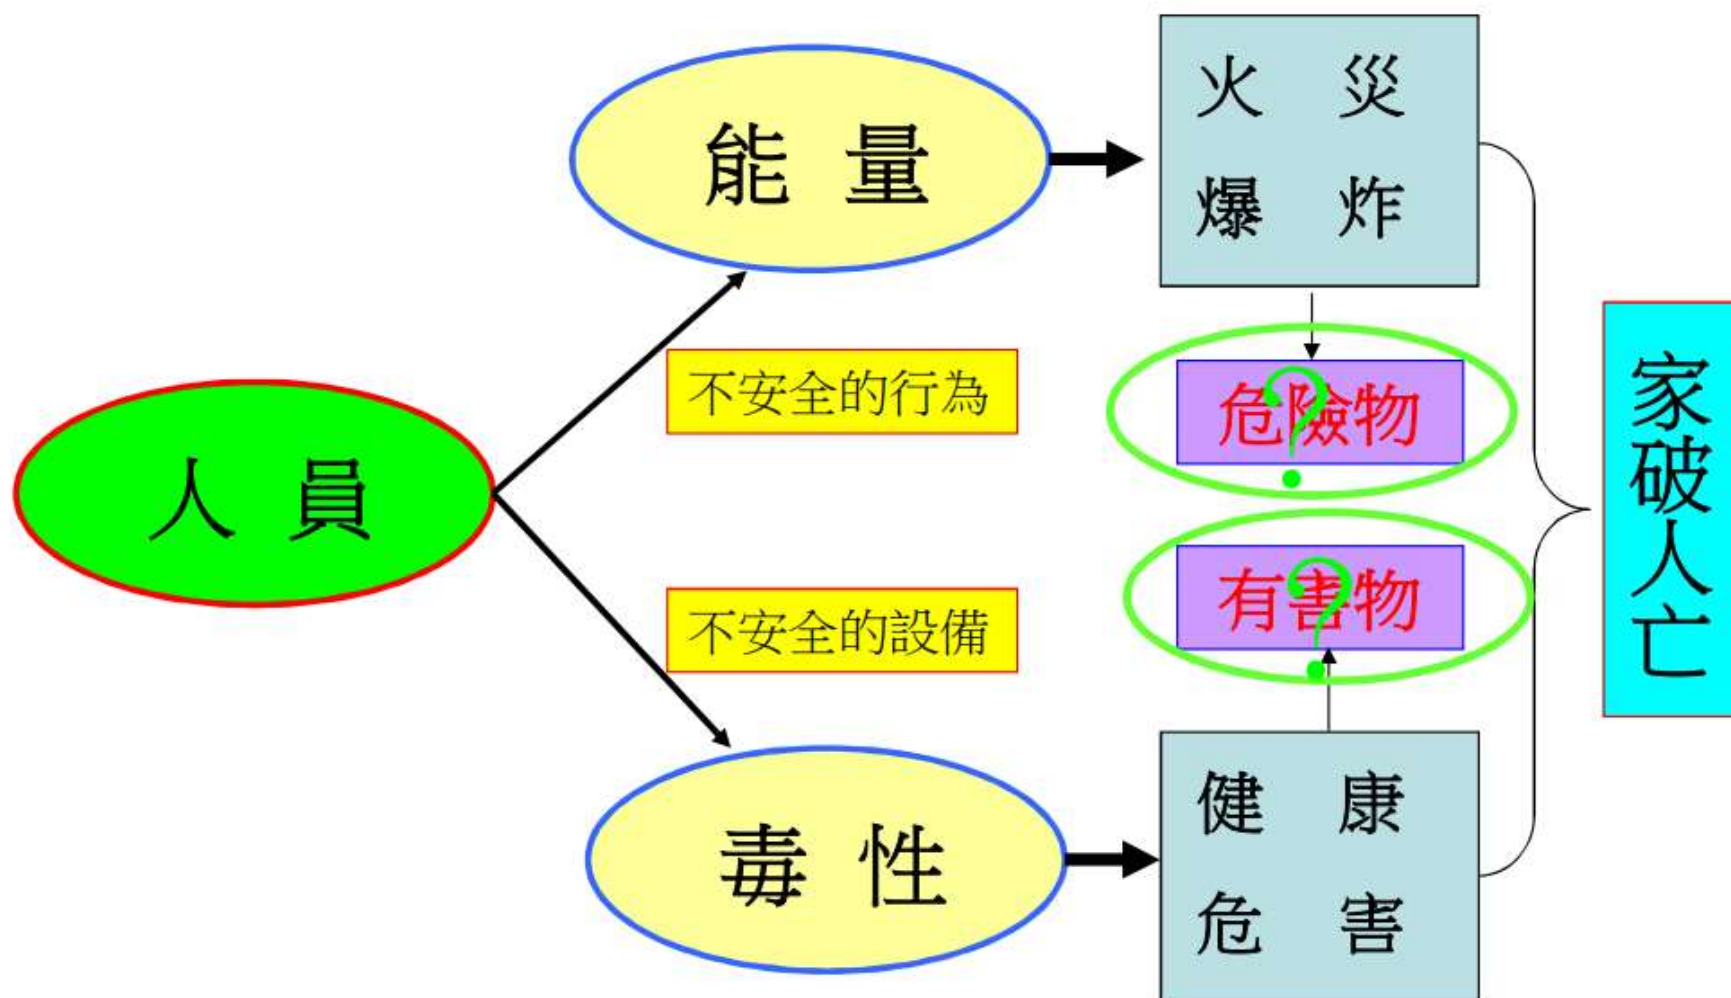 能 量
火 災
爆 炸
不安全的行為
危險物
?
人 員
家破人亡
有害物
?
不安全的設備
毒 性
健 康
危 害